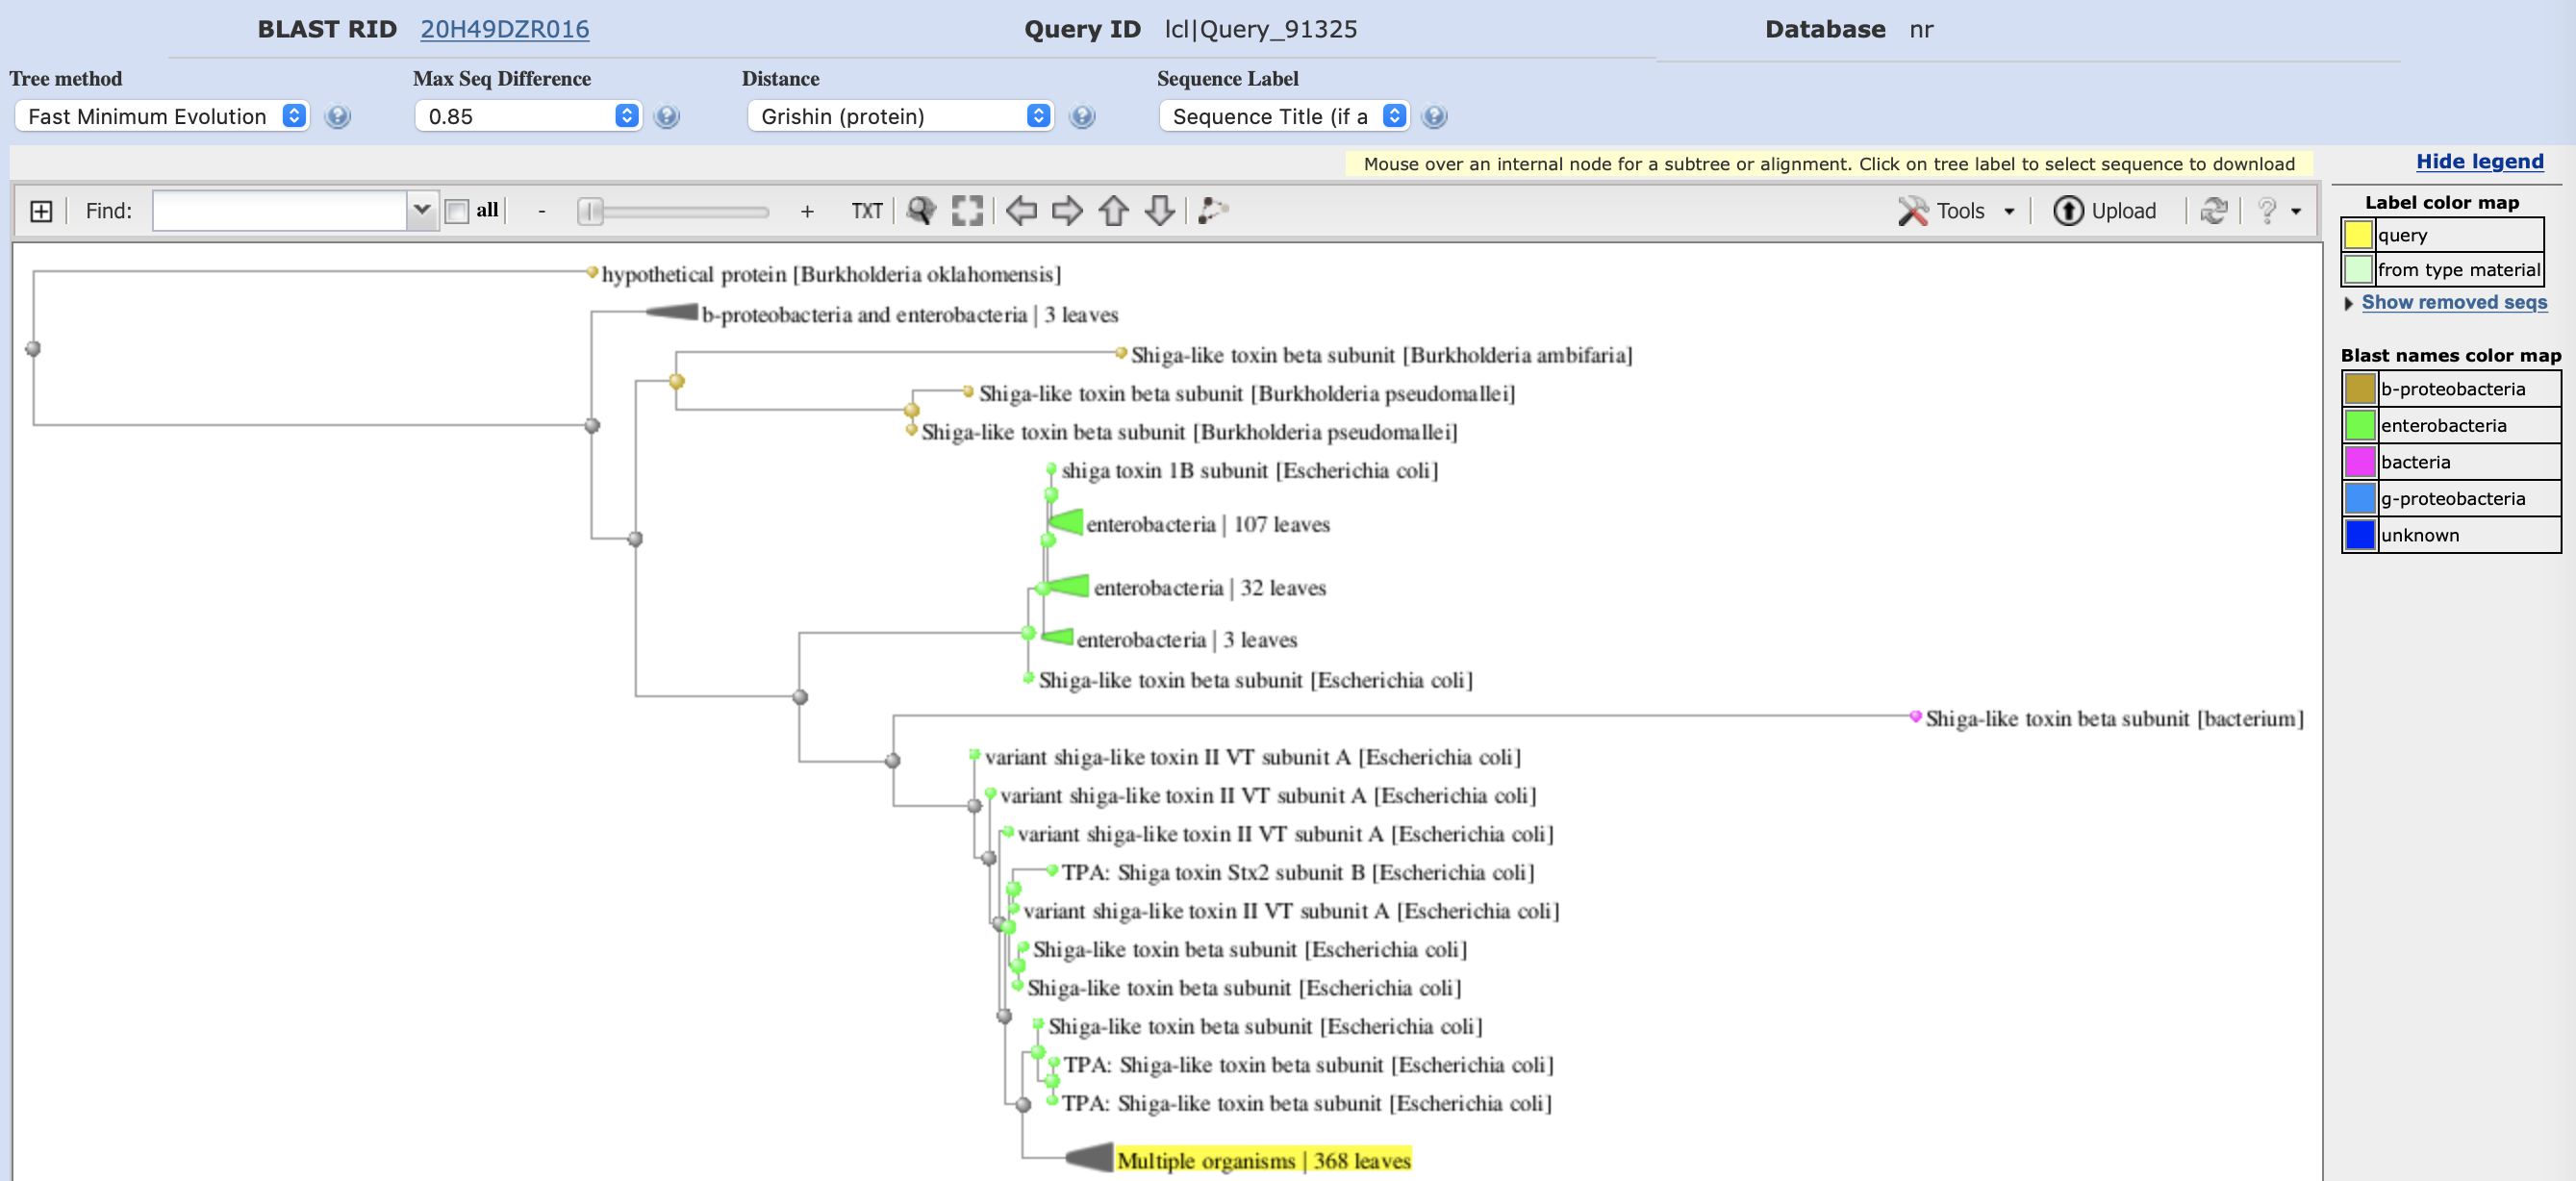 BLAST RID 20H49DZR016 Query ID lcl|Query_91325 Database nr
Tree method Max Seq Difference Distance Sequence Label
Fast Minimum Evolution ? 0.85 ? Grishin (protein) ? Sequence Title (if a ?
Mouse over an internal node for a subtree or alignment. Click on tree label to select sequence to download
Hide legend
Find: all - + TXT Tools Upload ?
Label color map
query
from type material
Show removed seqs
Blast names color map
b-proteobacteria
enterobacteria
bacteria
g-proteobacteria
unknown
hypothetical protein [Burkholderia oklahomensis]
b-proteobacteria and enterobacteria | 3 leaves
Shiga-like toxin beta subunit [Burkholderia ambifaria]
Shiga-like toxin beta subunit [Burkholderia pseudomallei]
Shiga-like toxin beta subunit [Burkholderia pseudomallei]
shiga toxin 1B subunit [Escherichia coli]
enterobacteria | 107 leaves
enterobacteria | 32 leaves
enterobacteria | 3 leaves
Shiga-like toxin beta subunit [Escherichia coli]
Shiga-like toxin beta subunit [bacterium]
variant shiga-like toxin II VT subunit A [Escherichia coli]
variant shiga-like toxin II VT subunit A [Escherichia coli]
variant shiga-like toxin II VT subunit A [Escherichia coli]
TPA: Shiga toxin Stx2 subunit B [Escherichia coli]
variant shiga-like toxin II VT subunit A [Escherichia coli]
Shiga-like toxin beta subunit [Escherichia coli]
Shiga-like toxin beta subunit [Escherichia coli]
Shiga-like toxin beta subunit [Escherichia coli]
TPA: Shiga-like toxin beta subunit [Escherichia coli]
TPA: Shiga-like toxin beta subunit [Escherichia coli]
Multiple organisms | 368 leaves